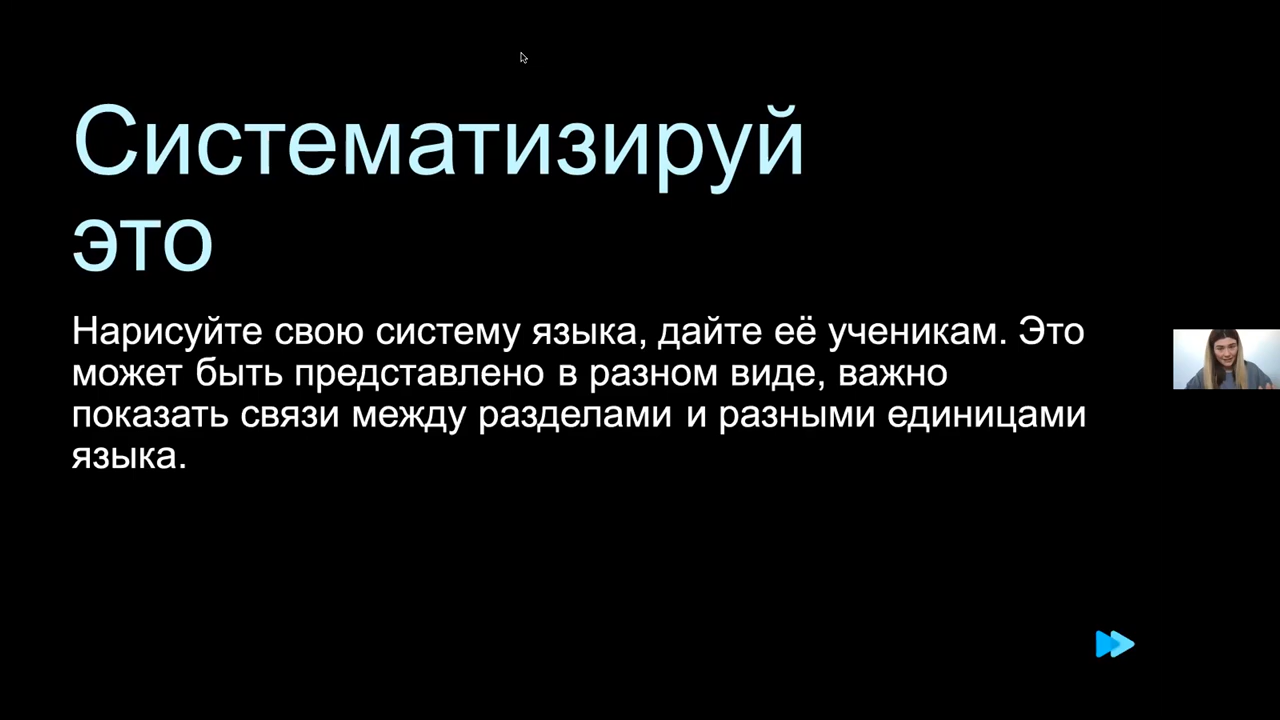 Систематизируй
это
Нарисуйте свою систему языка, дайте её ученикам. Это
может быть представлено в разном виде, важно
показать связи между разделами и разными единицами
языка.